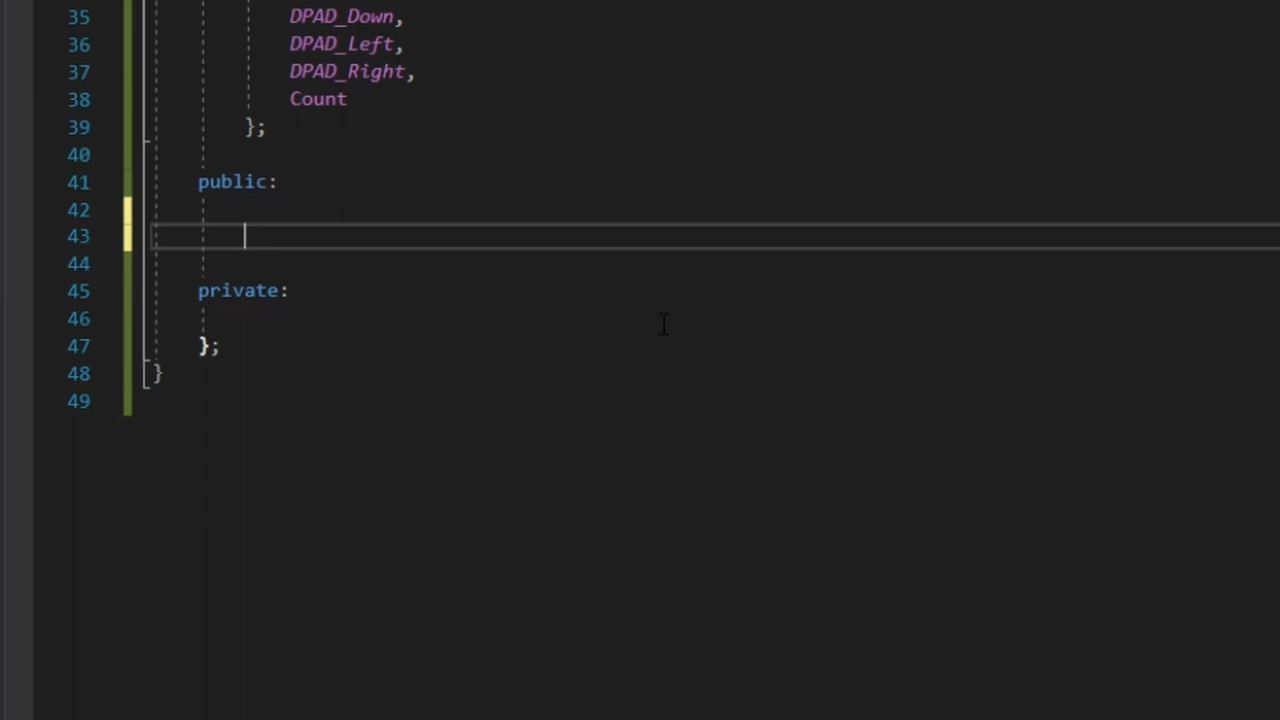 35 DPAD_Down,
36 DPAD_Left,
37 DPAD_Right,
38 Count
39 };
40
41 public:
42
43
44
45 private:
46
47 };
48 }
49